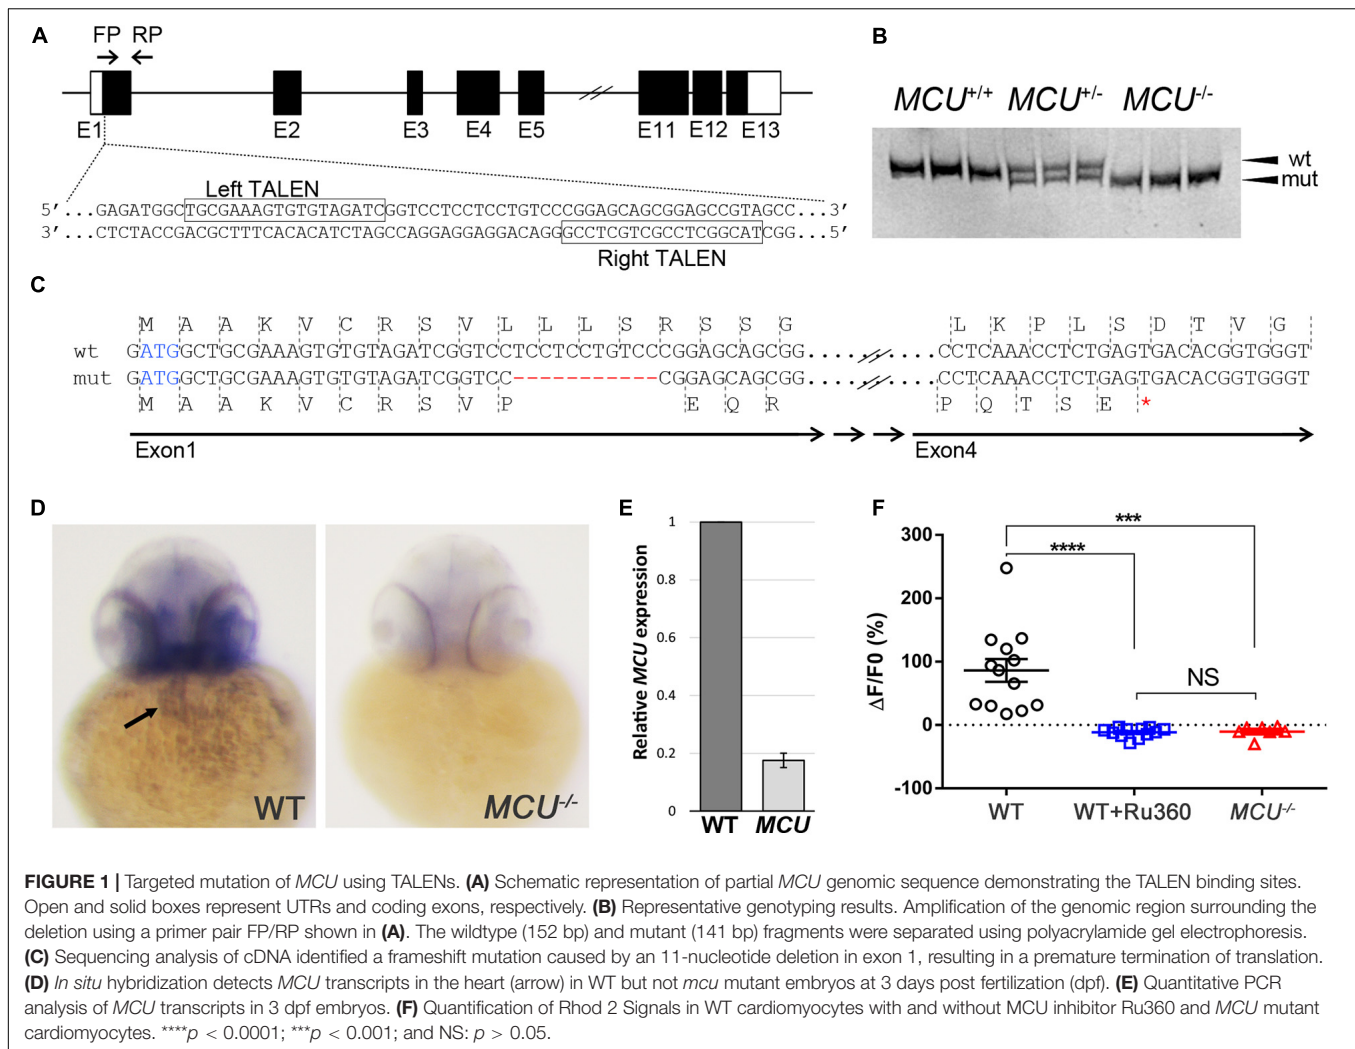 A
FP RP
E1 E2 E3 E4 E5 E11 E12 E13
Left TALEN
5′ ...GAGATGGCTGCGAAAGTGTGTAGATCGGTCCTCCTCCTGTCCCGGAGCAGCGGAGCCGTAGCC...3′
3′ ...CTCTACCGACGCTTTCACACATCTAGCCAGGAGGAGGACAGGGCCTCGTCGCCTCGGCATCGG...5′
Right TALEN
B
MCU+/+ MCU+/- MCU-/-
wt
mut
C
M A A K V C R S V L L L S R S S G L K P L S D T V G
wt GATGGCTGCGAAAGTGTGTAGATCGGTCCTCCTCCTGTCCCGGAGCAGCGG.......... CCTCAAACCTCTGAGTGACACGGTGGGT
mut GATGGCTGCGAAAGTGTGTAGATCGGTCC-----------CGGAGCAGCGG.......... CCTCAAACCTCTGAGTGACACGGTGGGT
M A A K V C R S V P E Q R P Q T S E *
Exon1 Exon4
D
WT MCU-/-
E
Relative MCU expression
1
0.8
0.6
0.4
0.2
0
WT MCU
F
ΔF/F0 (%)
300
200
100
0
-100
*** 
****
NS
WT WT+Ru360 MCU-/-
FIGURE 1 | Targeted mutation of MCU using TALENs. (A) Schematic representation of partial MCU genomic sequence demonstrating the TALEN binding sites.
Open and solid boxes represent UTRs and coding exons, respectively. (B) Representative genotyping results. Amplification of the genomic region surrounding the
deletion using a primer pair FP/RP shown in (A). The wildtype (152 bp) and mutant (141 bp) fragments were separated using polyacrylamide gel electrophoresis.
(C) Sequencing analysis of cDNA identified a frameshift mutation caused by an 11-nucleotide deletion in exon 1, resulting in a premature termination of translation.
(D) In situ hybridization detects MCU transcripts in the heart (arrow) in WT but not mcu mutant embryos at 3 days post fertilization (dpf). (E) Quantitative PCR
analysis of MCU transcripts in 3 dpf embryos. (F) Quantification of Rhod 2 Signals in WT cardiomyocytes with and without MCU inhibitor Ru360 and MCU mutant
cardiomyocytes. ****p < 0.0001; ***p < 0.001; and NS: p > 0.05.